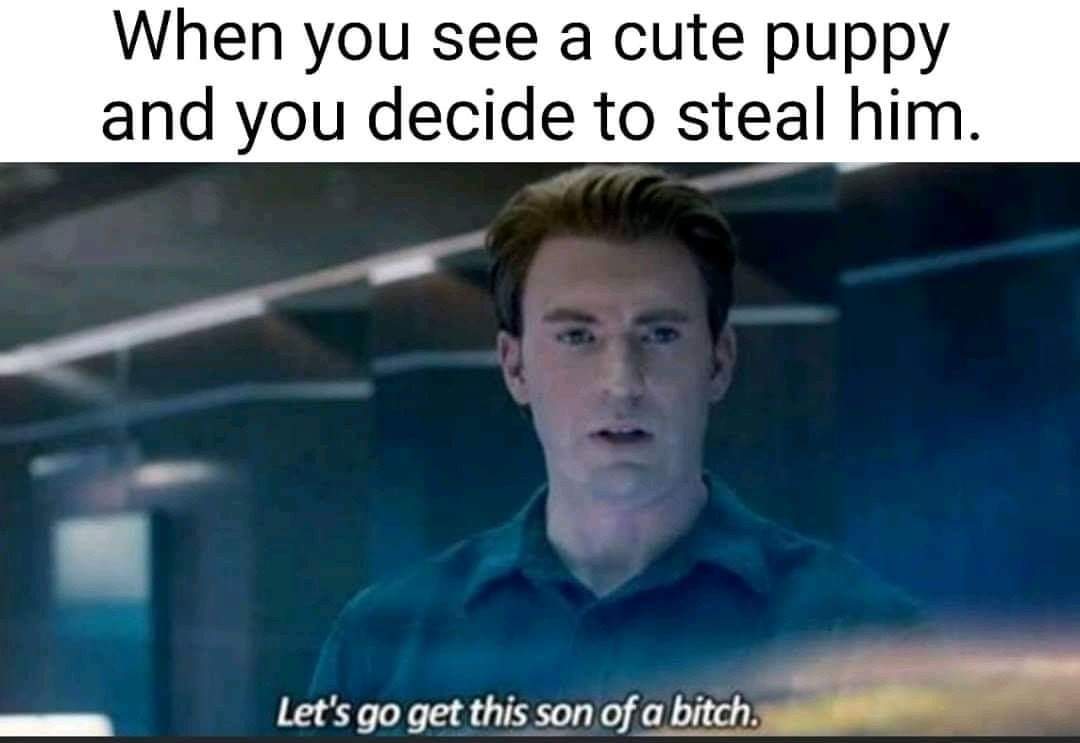 When you see a cute puppy
and you decide to steal him.
Let's go get this son of a bitch.